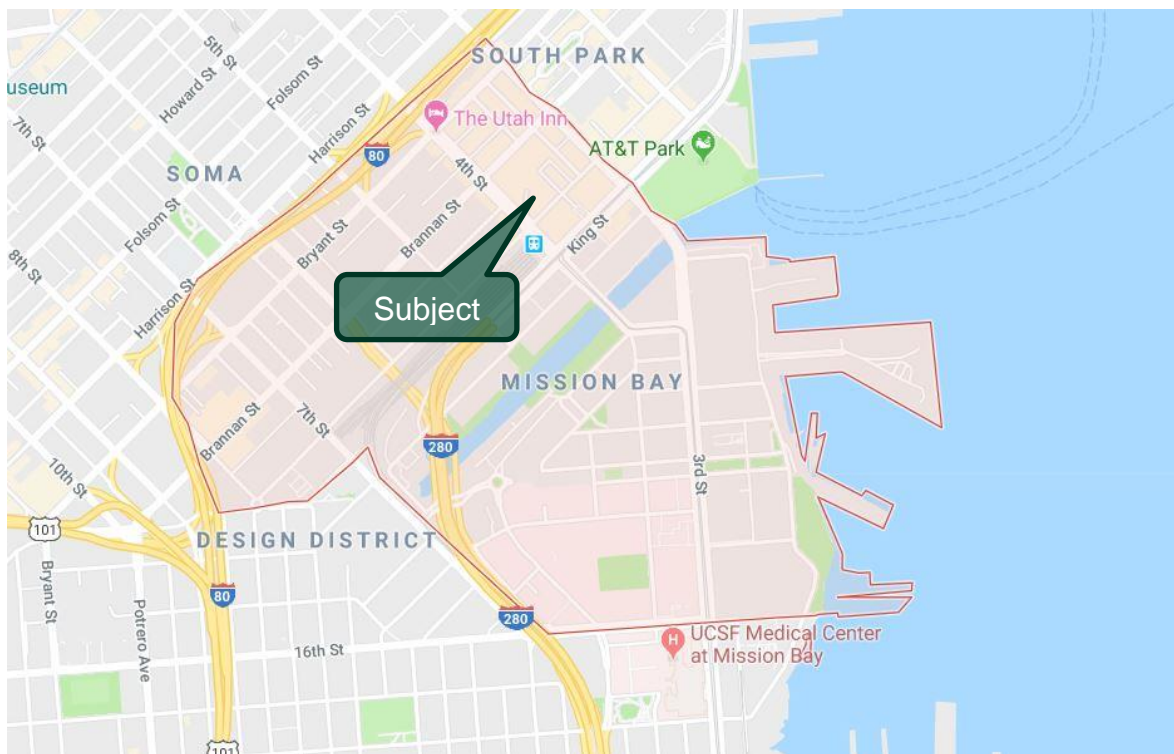 SOUTH PARK
5th St
Folsom St
useum
Howard St
The Utah Inn
7th St
Harrison St
80
AT&T Park
SOMA
4th St
Folsom St
Brannan St
8th St
Bryant St
King St
Harrison St
Subject
MISSION BAY
Brannan St
7th St
280
10th St
3rd St
101
DESIGN DISTRICT
Bryant St
80
Potrero Ave
280
UCSF Medical Center
at Mission Bay
16th St
101